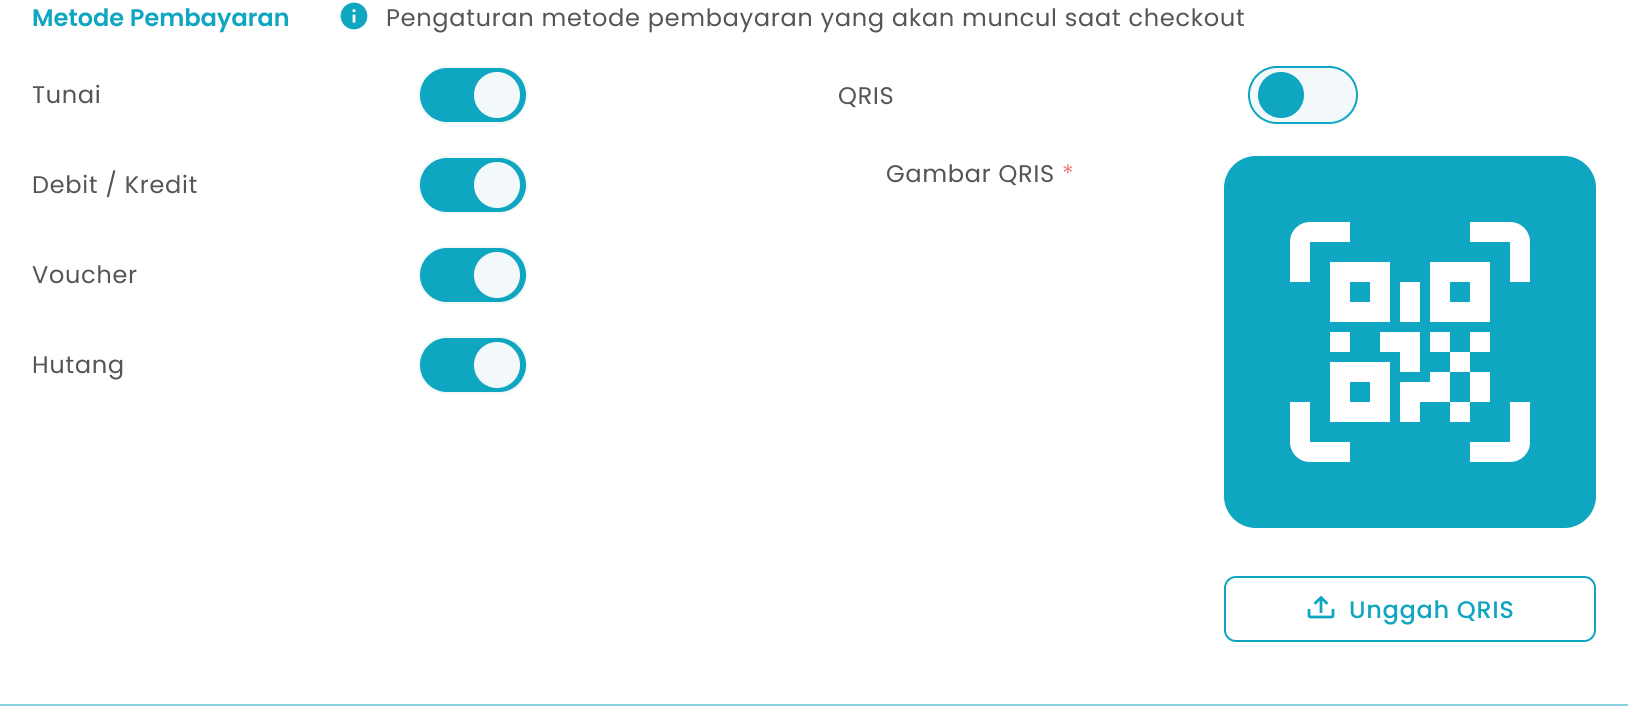 Metode Pembayaran
Pengaturan metode pembayaran yang akan muncul saat checkout
Tunai
QRIS
Gambar QRIS *
Debit / Kredit
Voucher
Hutang
Unggah QRIS